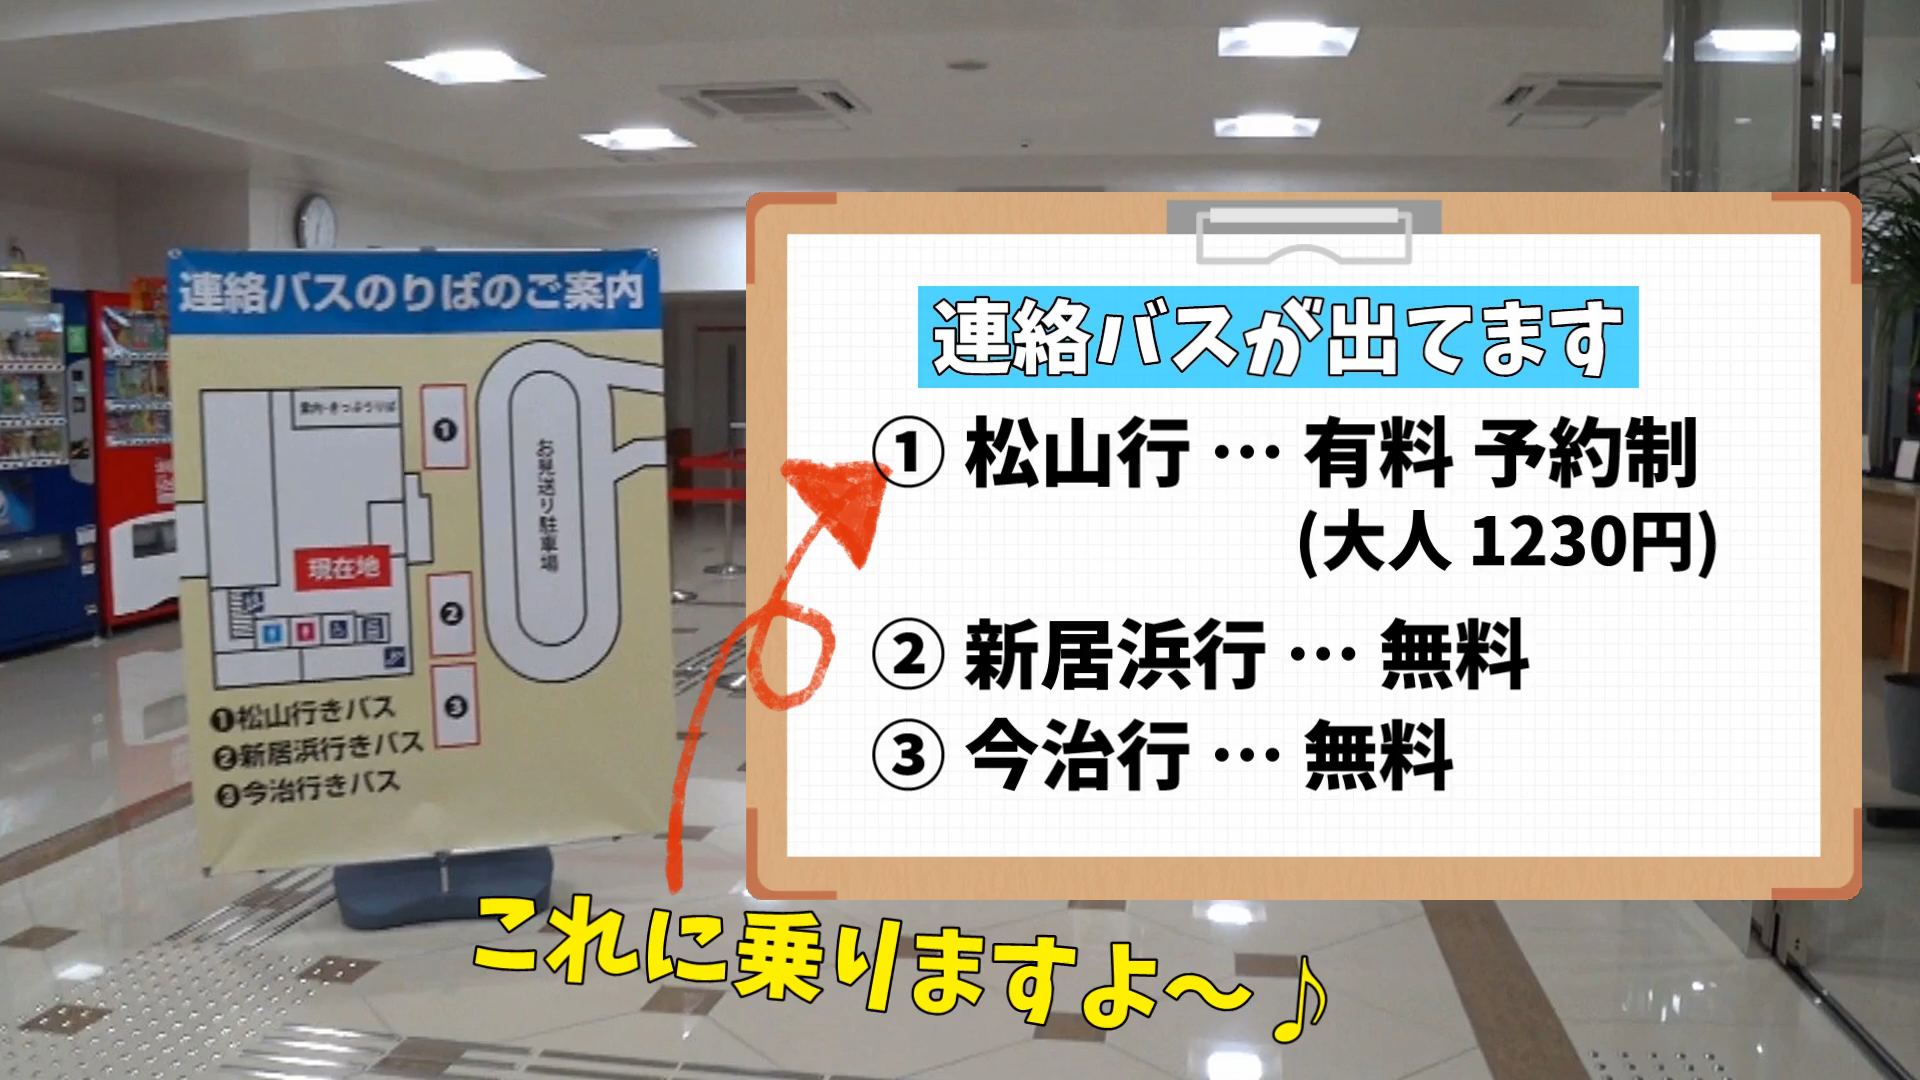 連絡バスのりばのご案内
案内・きっぷうりば
①
お見送り駐車場
現在地
②
③
❶松山行きバス
❷新居浜行きバス
❸今治行きバス
連絡バスが出てます
① 松山行 … 有料 予約制
(大人 1230円)
② 新居浜行 … 無料
③ 今治行 … 無料
これに乗りますよ〜♪